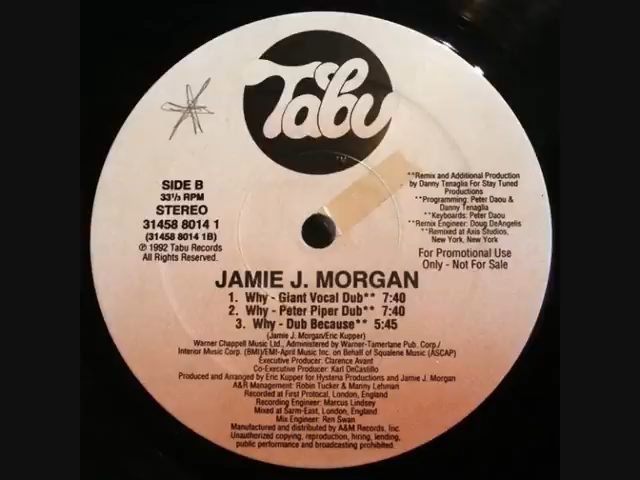 Tabu
SIDE B
33⅓ RPM
STEREO
31458 8014 1
(31458 8014 1B)
℗ 1992 Tabu Records
All Rights Reserved.
**Remix and Additional Production
by Danny Tenaglia For Stay Tuned
Productions
**Programming: Peter Daou &
Danny Tenaglia
**Keyboards: Peter Daou
**Remix Engineer: Doug DeAngelis
**Remixed at Axis Studios,
New York, New York
For Promotional Use
Only - Not For Sale
JAMIE J. MORGAN
1. Why - Giant Vocal Dub** 7:40
2. Why - Peter Piper Dub** 7:40
3. Why - Dub Because** 5:45
(Jamie J. Morgan/Eric Kupper)
Warner Chappell Music Ltd., Administered by Warner-Tamerlane Pub. Corp./
Interior Music Corp. (BMI)/EMI-April Music Inc. on Behalf of Squalene Music (ASCAP)
Executive Producer: Clarence Avant
Co-Executive Producer: Karl DeCastillo
Produced and Arranged by Eric Kupper for Hysteria Productions and Jamie J. Morgan
A&R Management: Robin Tucker & Manny Lehman
Recorded at First Protocal, London, England
Recording Engineer: Marcus Lindsey
Mixed at Sarm-East, London, England
Mix Engineer: Ren Swan
Manufactured and distributed by A&M Records, Inc.
Unauthorized copying, reproduction, hiring, lending,
public performance and broadcasting prohibited.